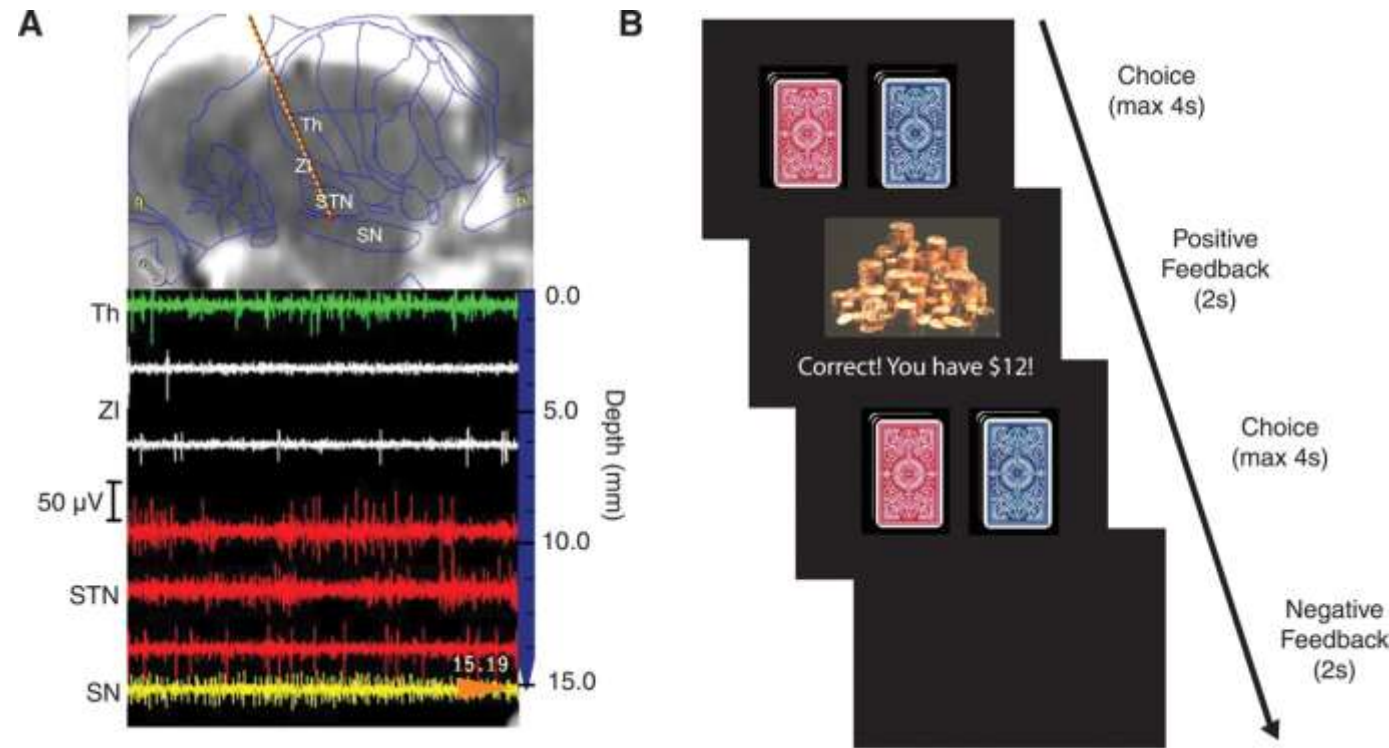 A
Th
ZI
STN
SN
Th
ZI
50 µV
STN
SN
0.0
5.0
10.0
15.0
15.19
Depth (mm)
B
Choice
(max 4s)
Positive
Feedback
(2s)
Correct! You have $12!
Choice
(max 4s)
Negative
Feedback
(2s)